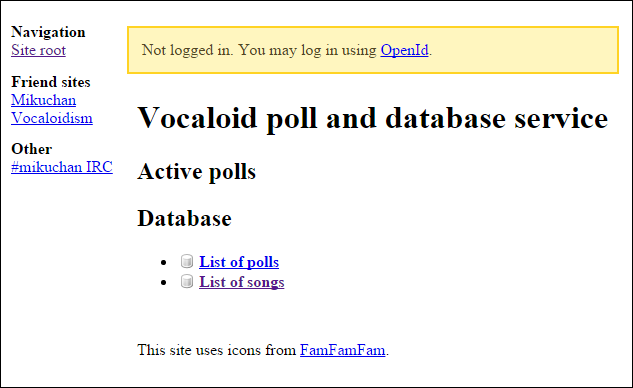 Navigation
Site root
Friend sites
Mikuchan
Vocaloidism
Other
#mikuchan IRC
Not logged in. You may log in using OpenId.
Vocaloid poll and database service
Active polls
Database
List of polls
List of songs
This site uses icons from FamFamFam.